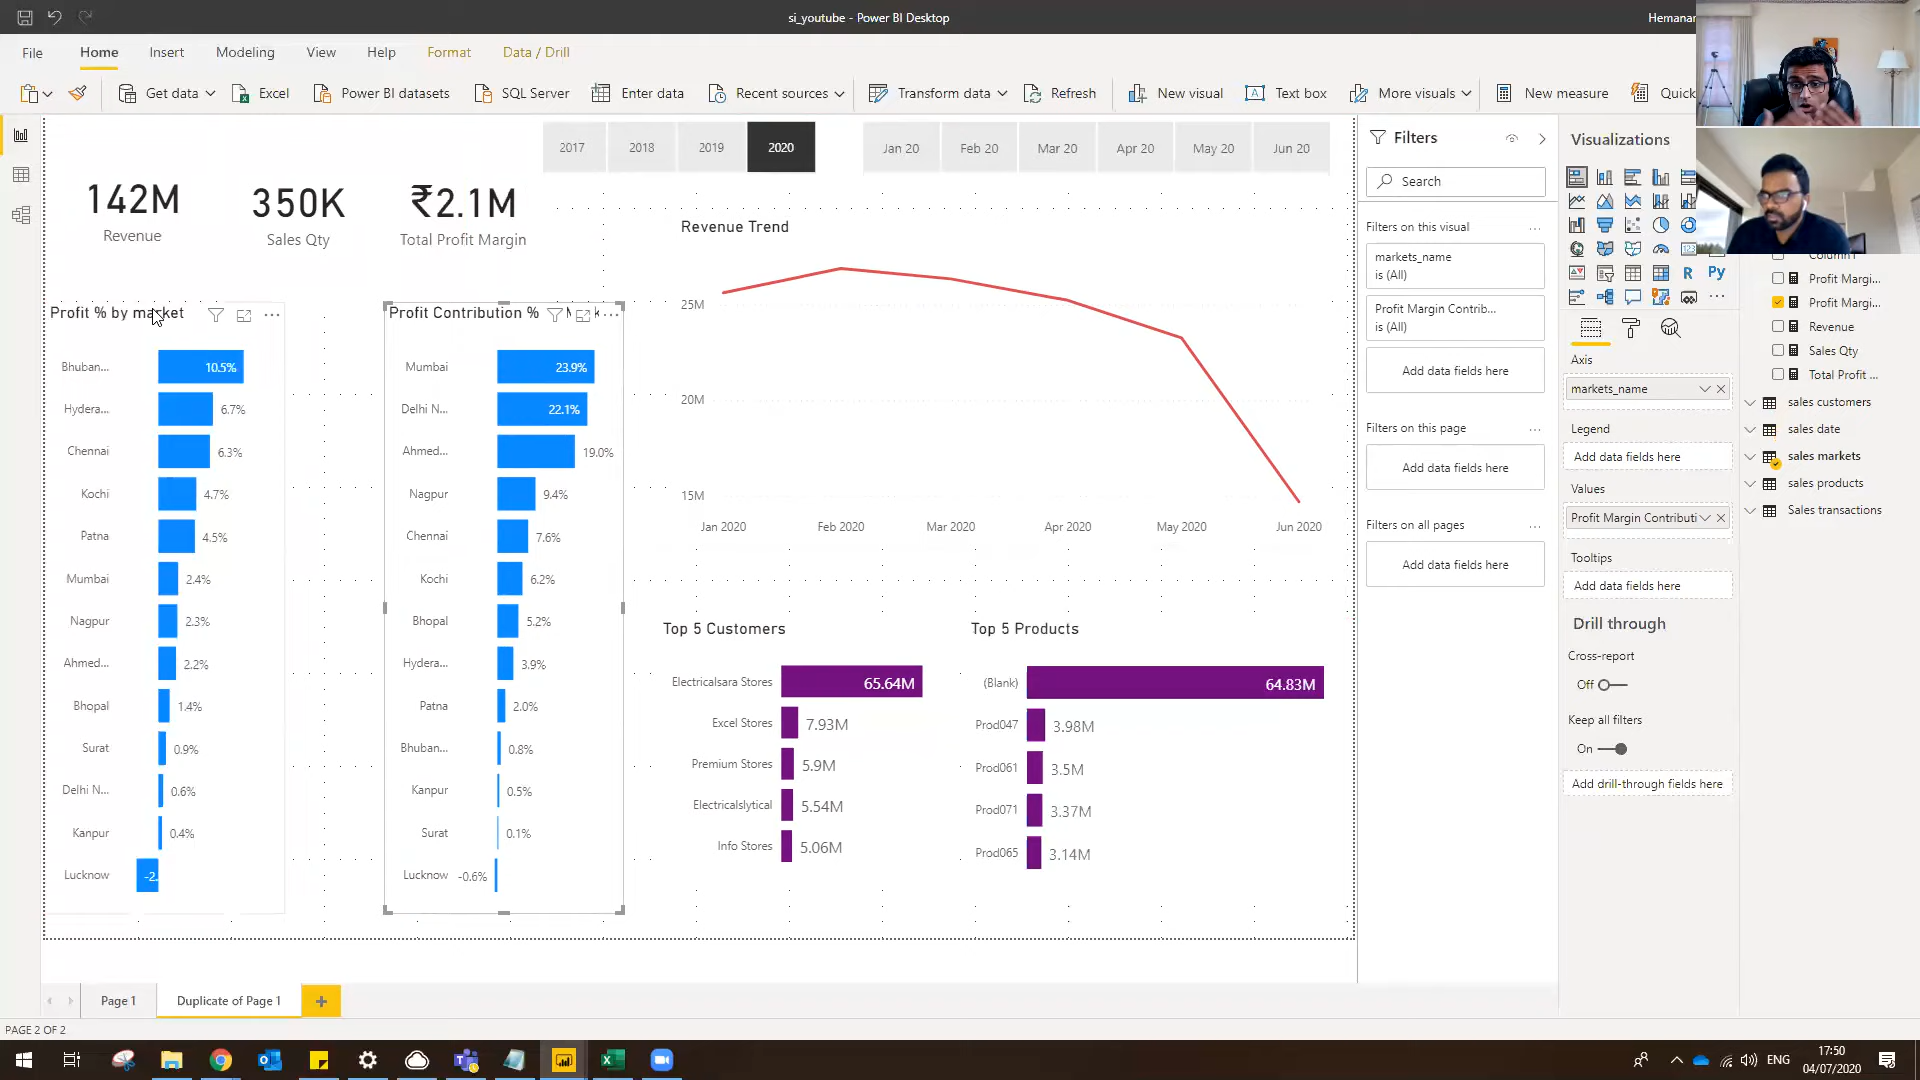 si_youtube - Power BI Desktop
File
Home
Insert
Modeling
View
Help
Format
Data / Drill
Get data
Excel
Power BI datasets
SQL Server
Enter data
Recent sources
Transform data
Refresh
New visual
Text box
More visuals
New measure
2017
2018
2019
2020
Jan 20
Feb 20
Mar 20
Apr 20
May 20
Jun 20
142M
Revenue
350K
Sales Qty
₹2.1M
Total Profit Margin
Profit % by market
Bhuban...
10.5%
Hydera...
6.7%
Chennai
6.3%
Kochi
4.7%
Patna
4.5%
Mumbai
2.4%
Nagpur
2.3%
Ahmed...
2.2%
Bhopal
1.4%
Surat
0.9%
Delhi N...
0.6%
Kanpur
0.4%
Lucknow
-2.
Profit Contribution %
Mumbai
23.9%
Delhi N...
22.1%
Ahmed...
19.0%
Nagpur
9.4%
Chennai
7.6%
Kochi
6.2%
Bhopal
5.2%
Hydera...
3.9%
Patna
2.0%
Bhuban...
0.8%
Kanpur
0.5%
Surat
0.1%
Lucknow
-0.6%
Revenue Trend
25M
20M
15M
Jan 2020
Feb 2020
Mar 2020
Apr 2020
May 2020
Jun 2020
Top 5 Customers
Electricalsara Stores
65.64M
Excel Stores
7.93M
Premium Stores
5.9M
Electricalslytical
5.54M
Info Stores
5.06M
Top 5 Products
(Blank)
64.83M
Prod047
3.98M
Prod061
3.5M
Prod071
3.37M
Prod065
3.14M
Filters
Search
Filters on this visual
...
markets_name
is (All)
Profit Margin Contrib...
is (All)
Add data fields here
Filters on this page
...
Add data fields here
Filters on all pages
...
Add data fields here
Visualizations
R
Py
...
Axis
markets_name
Legend
Add data fields here
Values
Profit Margin Contributi
Tooltips
Add data fields here
Drill through
Cross-report
Off
Keep all filters
On
Add drill-through fields here
Profit Margi...
Profit Margi...
Revenue
Sales Qty
Total Profit ...
sales customers
sales date
sales markets
sales products
Sales transactions
Page 1
Duplicate of Page 1
+
PAGE 2 OF 2
ENG
17:50
04/07/2020